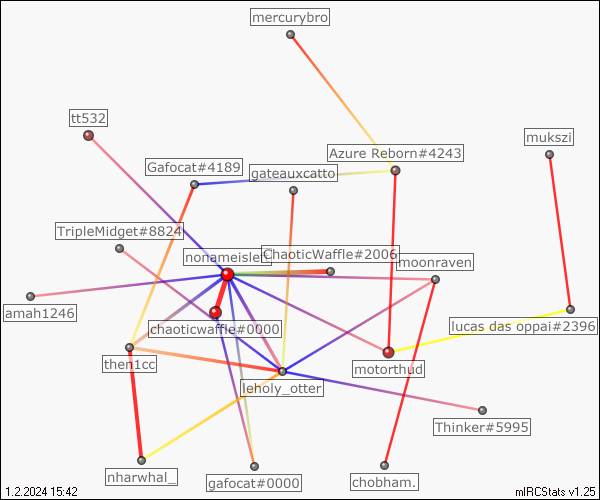 mercurybro
tt532
mukszi
Azure Reborn#4243
Gafocat#4189
gateauxcatto
TripleMidget#8824
nonameisleft
ChaoticWaffle#2006
moonraven
amah1246
chaoticwaffle#0000
lucas das oppai#2396
then1cc
motorthud
leholy_otter
Thinker#5995
nharwhal_
gafocat#0000
chobham.
1.2.2024 15:42
mIRCStats v1.25